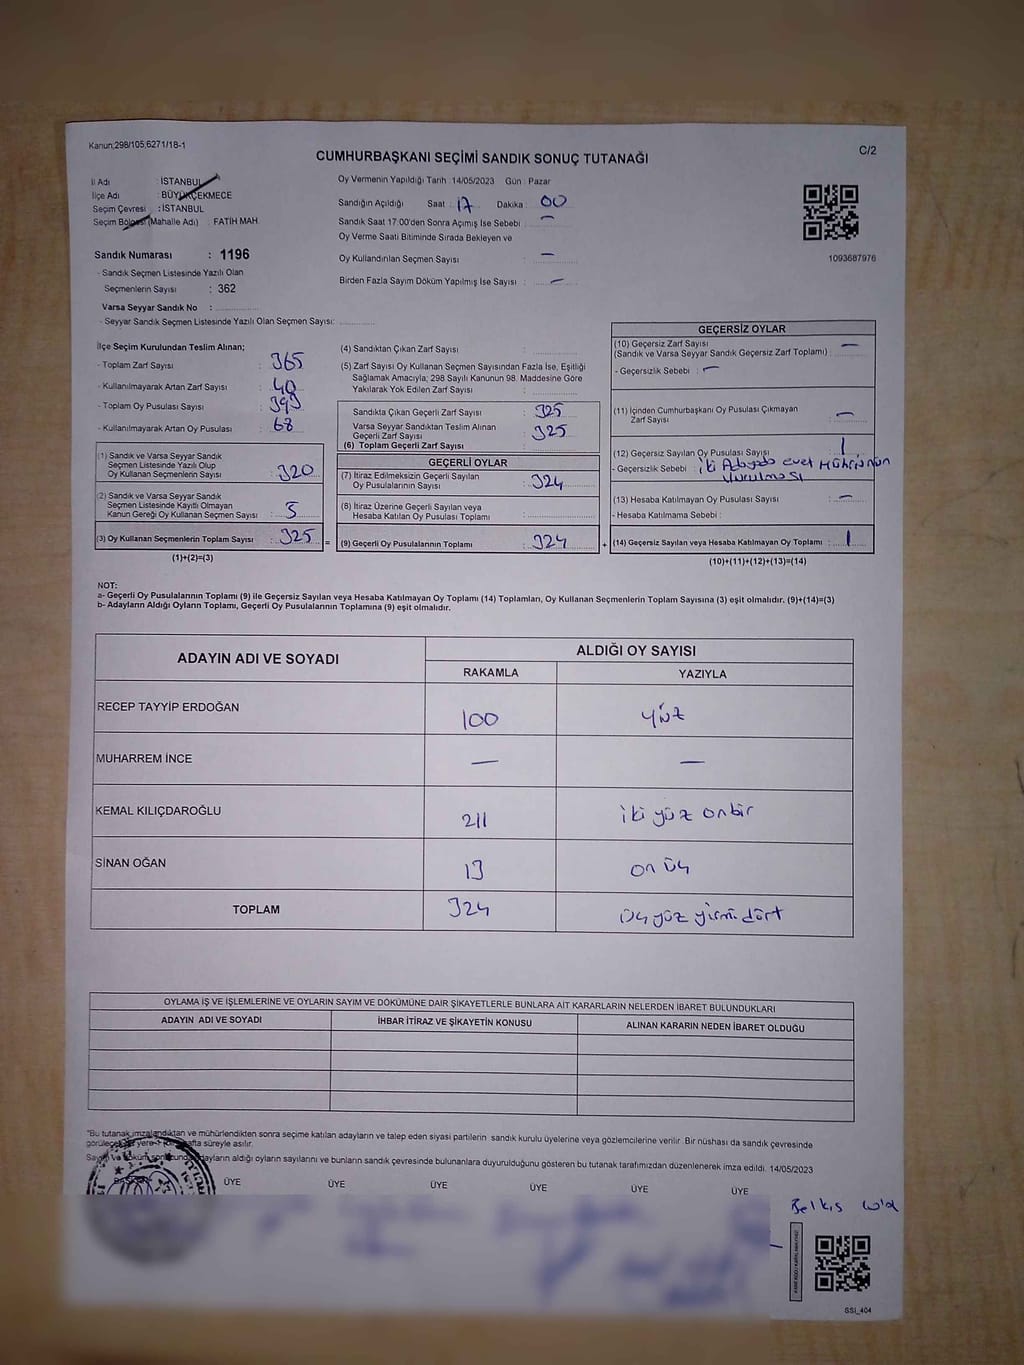 Kanun;298/105;6271/18-1
C/2
CUMHURBAŞKANI SEÇİMİ SANDIK SONUÇ TUTANAĞI
İl Adı : İSTANBUL
İlçe Adı : BÜYÜKÇEKMECE
Seçim Çevresi : İSTANBUL
Seçim Bölgesi (Mahalle Adı) : FATİH MAH.
Sandık Numarası : 1196
- Sandık Seçmen Listesinde Yazılı Olan
Seçmenlerin Sayısı : 362
Varsa Seyyar Sandık No :
- Seyyar Sandık Seçmen Listesinde Yazılı Olan Seçmen Sayısı:
Oy Vermenin Yapıldığı Tarih : 14/05/2023 Gün : Pazar
Sandığın Açıldığı Saat : 17 Dakika : 00
Sandık Saat 17:00'den Sonra Açımış İse Sebebi : —
Oy Verme Saati Bitiminde Sırada Bekleyen ve
Oy Kullandırılan Seçmen Sayısı : —
Birden Fazla Sayım Döküm Yapılmış İse Sayısı : —
1093687976
İlçe Seçim Kurulundan Teslim Alınan;
- Toplam Zarf Sayısı : 365
- Kullanılmayarak Artan Zarf Sayısı : 40
- Toplam Oy Pusulası Sayısı : 393
- Kullanılmayarak Artan Oy Pusulası : 68
(1) Sandık ve Varsa Seyyar Sandık
Seçmen Listesinde Yazılı Olup
Oy Kullanan Seçmenlerin Sayısı : 320
(2) Sandık ve Varsa Seyyar Sandık
Seçmen Listesinde Kayıtlı Olmayan
Kanun Gereği Oy Kullanan Seçmen Sayısı : 5
(3) Oy Kullanan Seçmenlerin Toplam Sayısı : 325 =
(1)+(2)=(3)
(4) Sandıktan Çıkan Zarf Sayısı :
(5) Zarf Sayısı Oy Kullanan Seçmen Sayısından Fazla İse, Eşitliği
Sağlamak Amacıyla; 298 Sayılı Kanunun 98. Maddesine Göre
Yakılarak Yok Edilen Zarf Sayısı :
Sandıkta Çıkan Geçerli Zarf Sayısı : 325
Varsa Seyyar Sandıktan Teslim Alınan
Geçerli Zarf Sayısı : 325
(6) Toplam Geçerli Zarf Sayısı
GEÇERLİ OYLAR
(7) İtiraz Edilmeksizin Geçerli Sayılan
Oy Pusulalarının Sayısı : 324
(8) İtiraz Üzerine Geçerli Sayılan veya
Hesaba Katılan Oy Pusulası Toplamı :
(9) Geçerli Oy Pusulalarının Toplamı : 324 +
GEÇERSİZ OYLAR
(10) Geçersiz Zarf Sayısı
(Sandık ve Varsa Seyyar Sandık Geçersiz Zarf Toplamı) : —
- Geçersizlik Sebebi : —
(11) İçinden Cumhurbaşkanı Oy Pusulası Çıkmayan
Zarf Sayısı : —
(12) Geçersiz Sayılan Oy Pusulası Sayısı : 1
- Geçersizlik Sebebi : iki Adayada evet Mührünün
Vurulması
(13) Hesaba Katılmayan Oy Pusulası Sayısı : —
- Hesaba Katılmama Sebebi :
(14) Geçersiz Sayılan veya Hesaba Katılmayan Oy Toplamı : 1
(10)+(11)+(12)+(13)=(14)
NOT:
a- Geçerli Oy Pusulalarının Toplamı (9) ile Geçersiz Sayılan veya Hesaba Katılmayan Oy Toplamı (14) Toplamları, Oy Kullanan Seçmenlerin Toplam Sayısına (3) eşit olmalıdır. (9)+(14)=(3)
b- Adayların Aldığı Oyların Toplamı, Geçerli Oy Pusulalarının Toplamına (9) eşit olmalıdır.
ADAYIN ADI VE SOYADI
ALDIĞI OY SAYISI
RAKAMLA YAZIYLA
RECEP TAYYİP ERDOĞAN 100 yüz
MUHARREM İNCE — —
KEMAL KILIÇDAROĞLU 211 iki yüz onbir
SİNAN OĞAN 13 on üç
TOPLAM 324 üç yüz yirmi dört
OYLAMA İŞ VE İŞLEMLERİNE VE OYLARIN SAYIM VE DÖKÜMÜNE DAİR ŞİKAYETLERLE BUNLARA AİT KARARLARIN NELERDEN İBARET BULUNDUKLARI
ADAYIN ADI VE SOYADI İHBAR İTİRAZ VE ŞİKAYETİN KONUSU ALINAN KARARIN NEDEN İBARET OLDUĞU
"Bu tutanak imzalandıktan ve mühürlendikten sonra seçime katılan adayların ve talep eden siyasi partilerin sandık kurulu üyelerine veya gözlemcilerine verilir. Bir nüshası da sandık çevresinde
yere süreyle asılır.
adayların aldığı oyların sayılarını ve bunların sandık çevresinde bulunanlara duyurulduğunu gösteren bu tutanak tarafımızdan düzenlenerek imza edildi. 14/05/2023
ÜYE ÜYE ÜYE ÜYE ÜYE ÜYE
Belkıs
SSİ_404